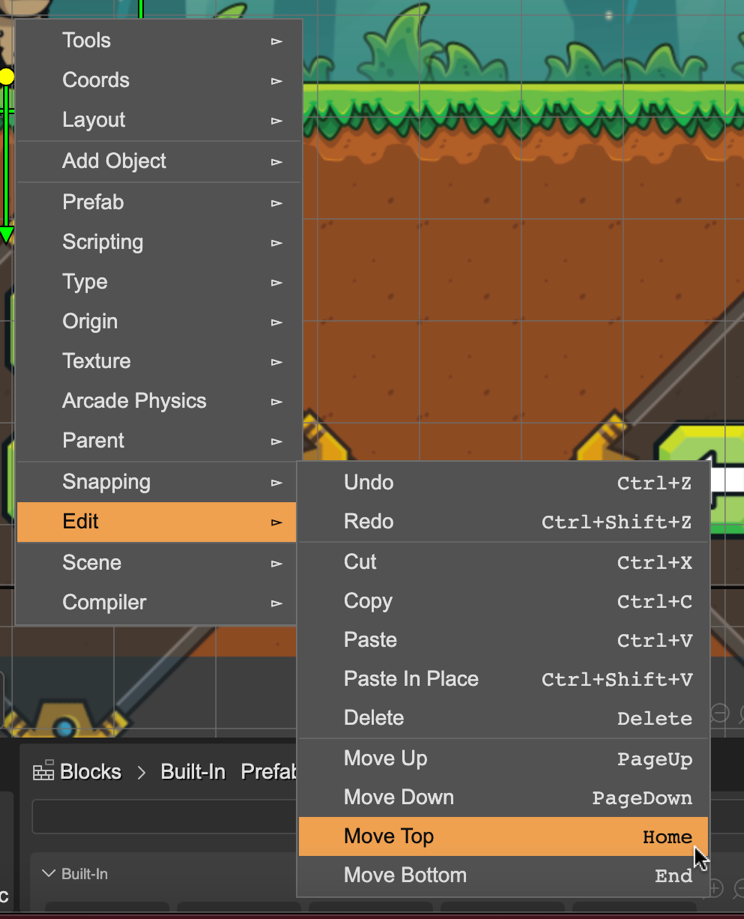 Tools
Coords
Layout
Add Object
Prefab
Scripting
Type
Origin
Texture
Arcade Physics
Parent
Snapping
Edit
Scene
Compiler
Undo Ctrl+Z
Redo Ctrl+Shift+Z
Cut Ctrl+X
Copy Ctrl+C
Paste Ctrl+V
Paste In Place Ctrl+Shift+V
Delete Delete
Move Up PageUp
Move Down PageDown
Move Top Home
Move Bottom End
Blocks > Built-In
Built-In